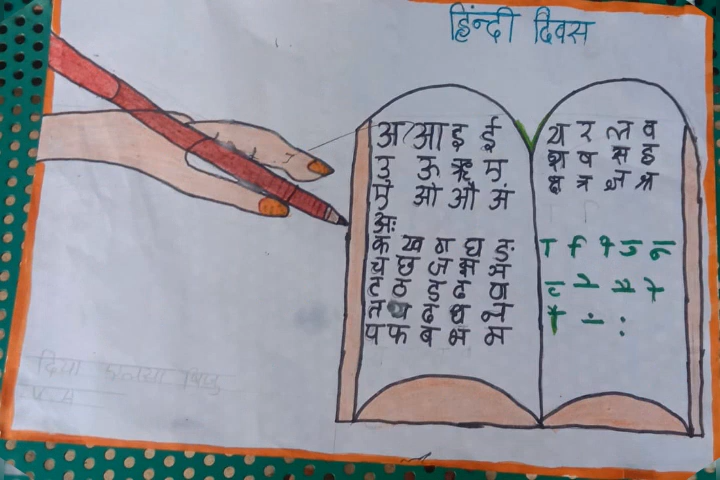 हिंन्दी दिवस
अ आ इ ई
उ ऊ ऋ ए
ऐ ओ औ अं
अः
क ख ग घ ङ
च छ ज झ ञ
ट ठ ड ढ ण
त थ द ध न
प फ ब भ म
य र ल व
श ष स ह
क्ष त्र ज्ञ श्र
दिया